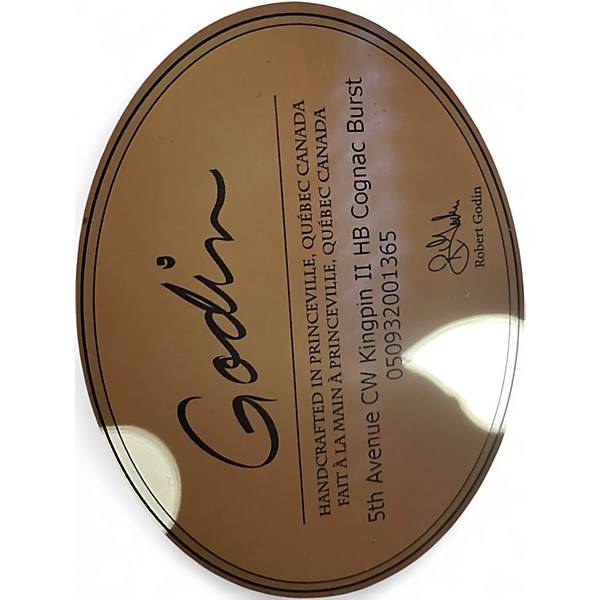 Godin
HANDCRAFTED IN PRINCEVILLE, QUÉBEC CANADA
FAIT À LA MAIN À PRINCEVILLE, QUÉBEC CANADA
5th Avenue CW Kingpin II HB Cognac Burst
050932001365
Robert Godin